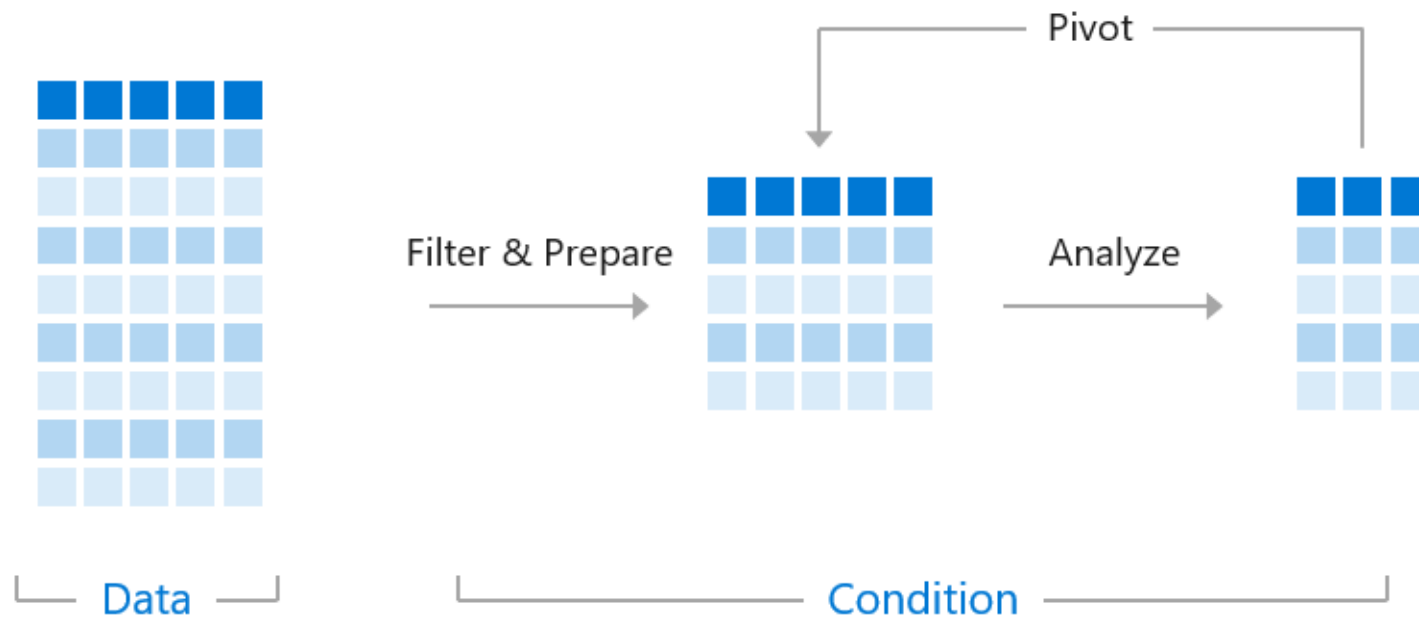 Pivot
Filter & Prepare
Analyze
Data
Condition